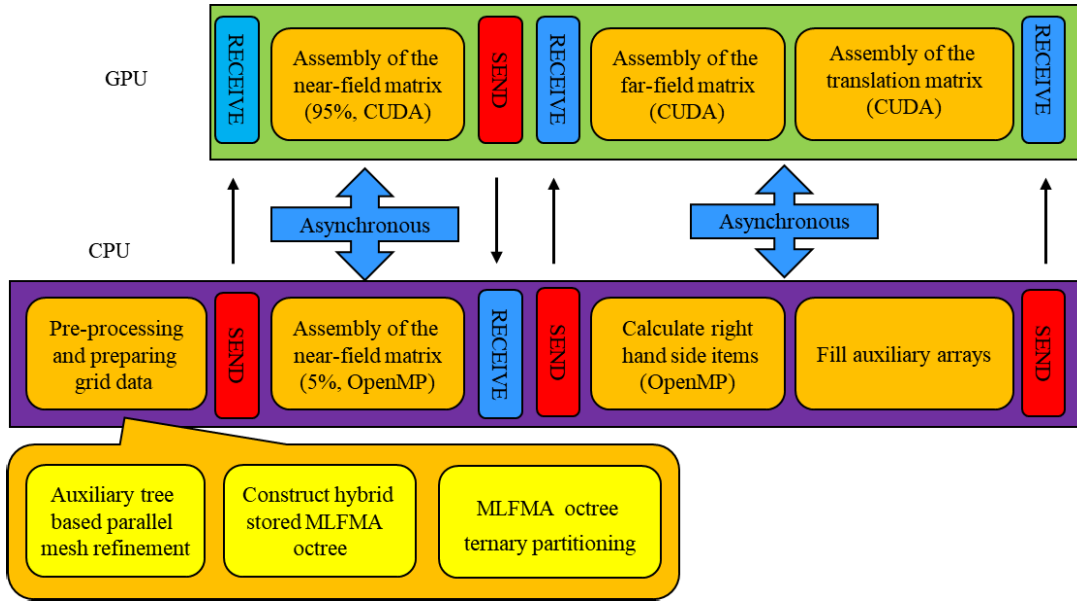 GPU
RECEIVE
Assembly of the
near-field matrix
(95%, CUDA)
SEND
RECEIVE
Assembly of the
far-field matrix
(CUDA)
Assembly of the
translation matrix
(CUDA)
RECEIVE
Asynchronous
Asynchronous
CPU
Pre-processing
and preparing
grid data
SEND
Assembly of the
near-field matrix
(5%, OpenMP)
RECEIVE
SEND
Calculate right
hand side items
(OpenMP)
Fill auxiliary arrays
SEND
Auxiliary tree
based parallel
mesh refinement
Construct hybrid
stored MLFMA
octree
MLFMA octree
ternary partitioning